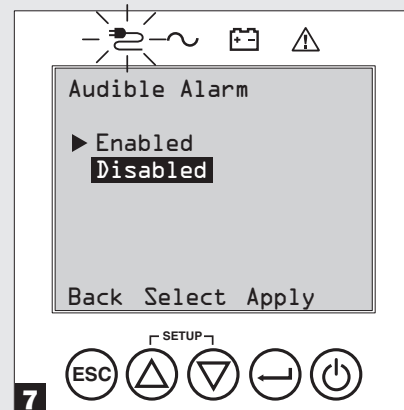 Audible Alarm
▶ Enabled
Disabled
Back Select Apply
SETUP
ESC
7